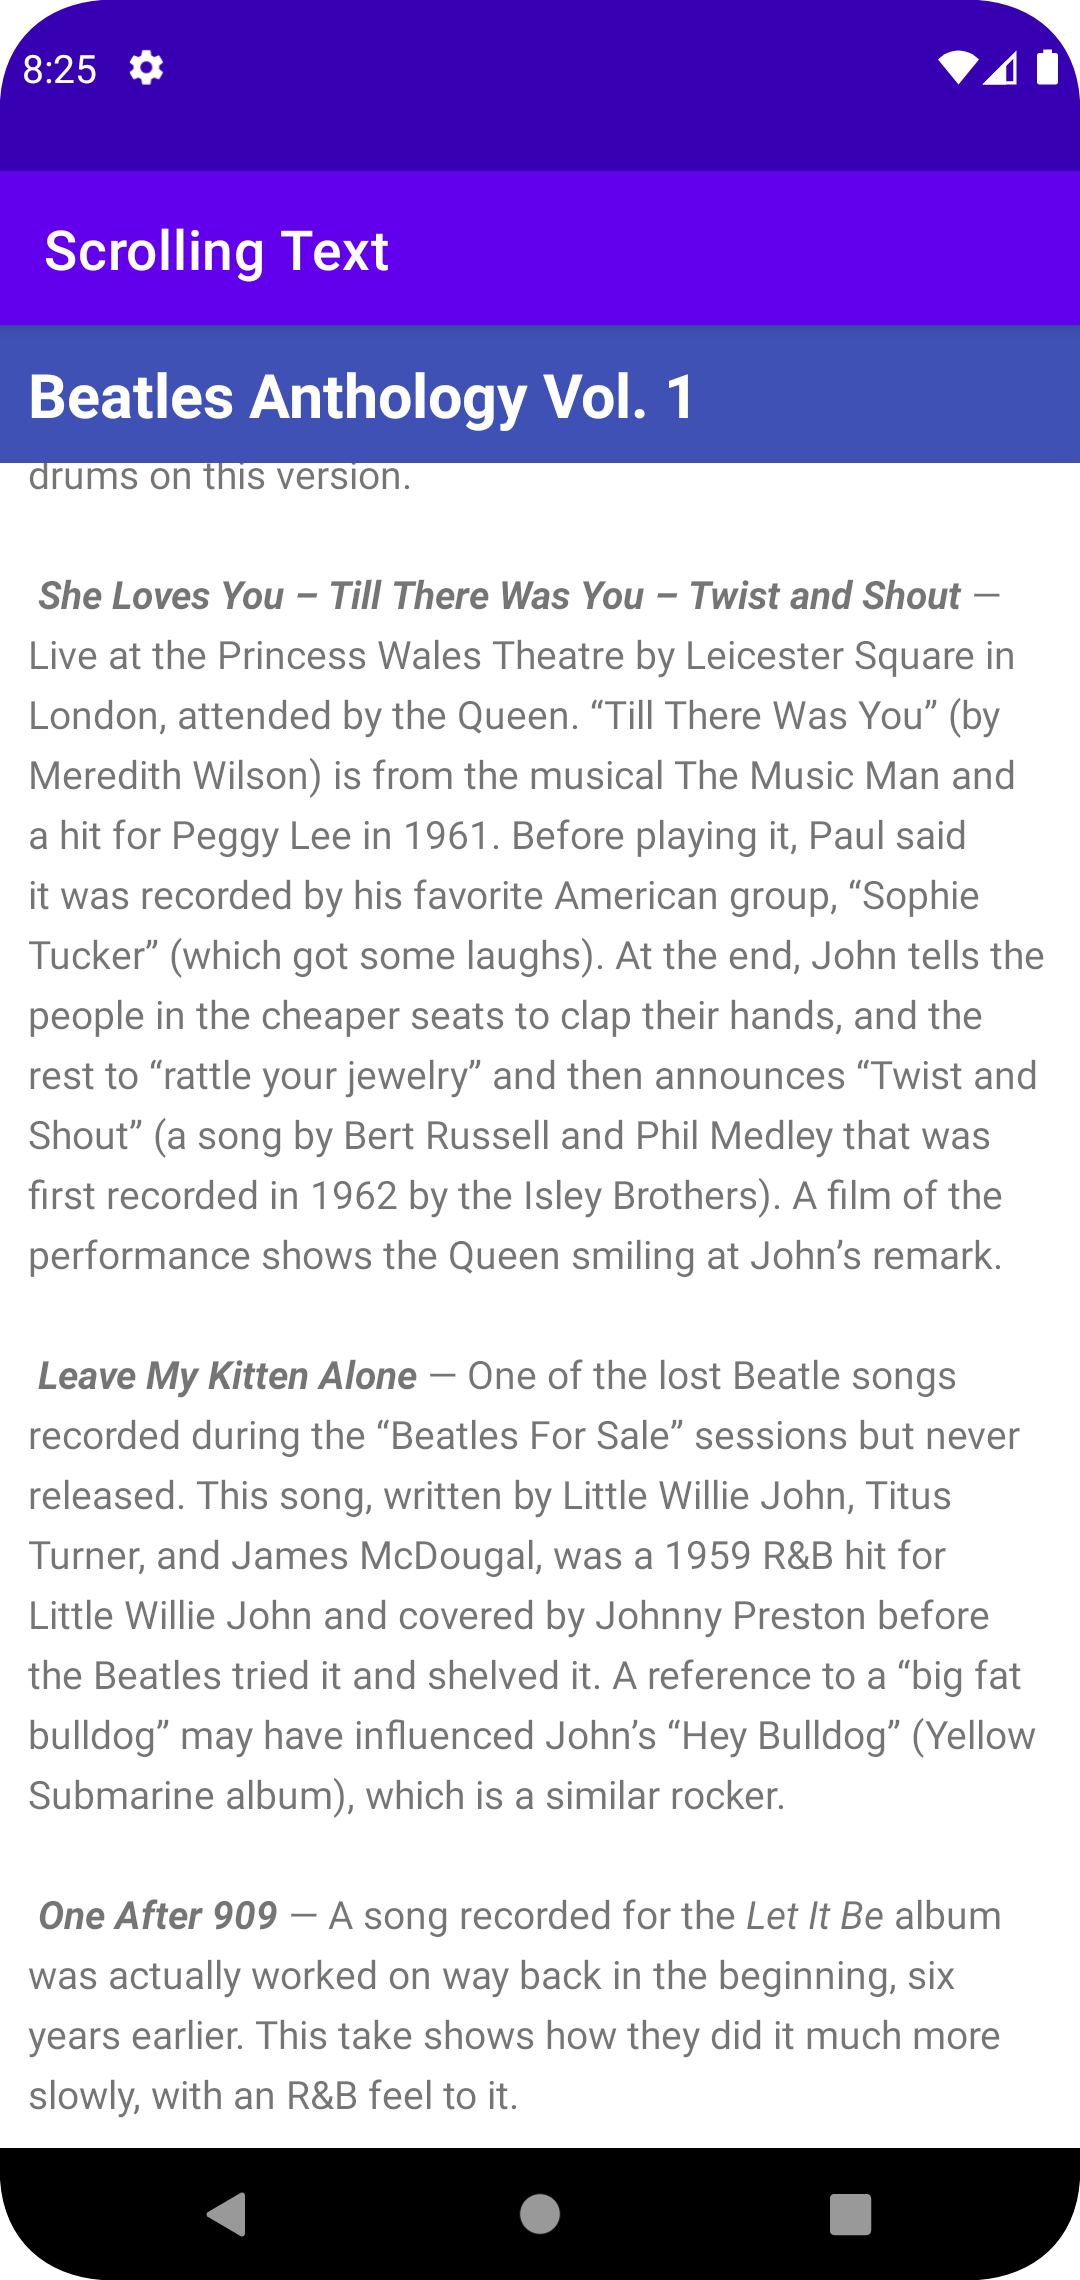 8:25
Scrolling Text
Beatles Anthology Vol. 1
drums on this version.
She Loves You – Till There Was You – Twist and Shout —
Live at the Princess Wales Theatre by Leicester Square in
London, attended by the Queen. “Till There Was You” (by
Meredith Wilson) is from the musical The Music Man and
a hit for Peggy Lee in 1961. Before playing it, Paul said
it was recorded by his favorite American group, “Sophie
Tucker” (which got some laughs). At the end, John tells the
people in the cheaper seats to clap their hands, and the
rest to “rattle your jewelry” and then announces “Twist and
Shout” (a song by Bert Russell and Phil Medley that was
first recorded in 1962 by the Isley Brothers). A film of the
performance shows the Queen smiling at John’s remark.
Leave My Kitten Alone — One of the lost Beatle songs
recorded during the “Beatles For Sale” sessions but never
released. This song, written by Little Willie John, Titus
Turner, and James McDougal, was a 1959 R&B hit for
Little Willie John and covered by Johnny Preston before
the Beatles tried it and shelved it. A reference to a “big fat
bulldog” may have influenced John’s “Hey Bulldog” (Yellow
Submarine album), which is a similar rocker.
One After 909 — A song recorded for the Let It Be album
was actually worked on way back in the beginning, six
years earlier. This take shows how they did it much more
slowly, with an R&B feel to it.